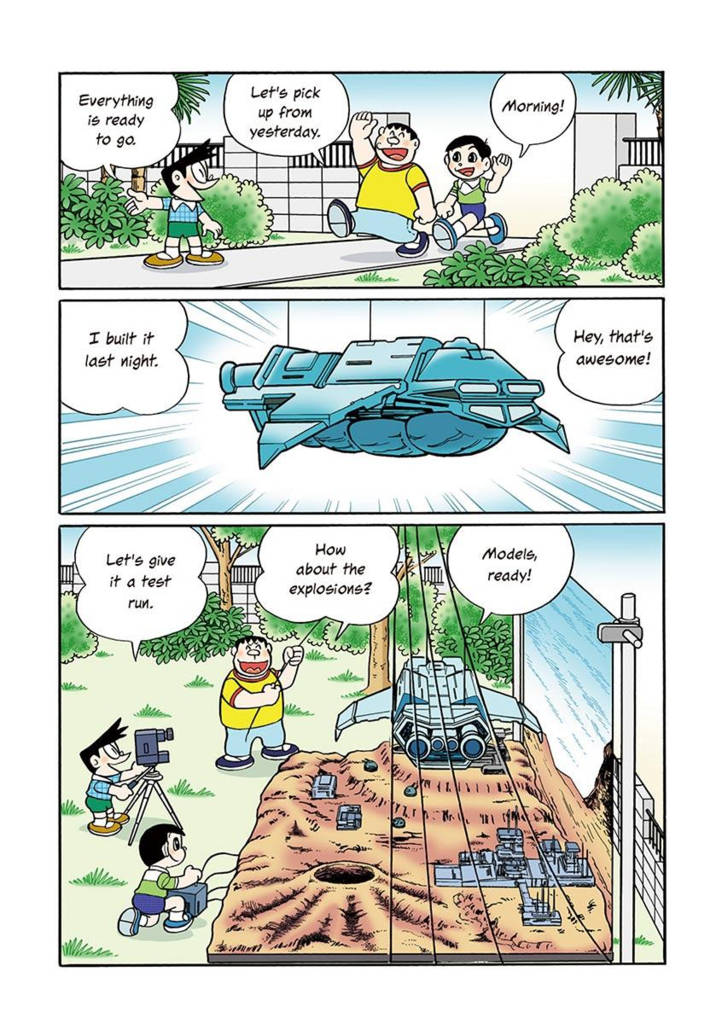 Everything
is ready
to go.
Let's pick
up from
yesterday.
Morning!
I built it
last night.
Hey, that's
awesome!
Let's give
it a test
run.
How
about the
explosions?
Models,
ready!